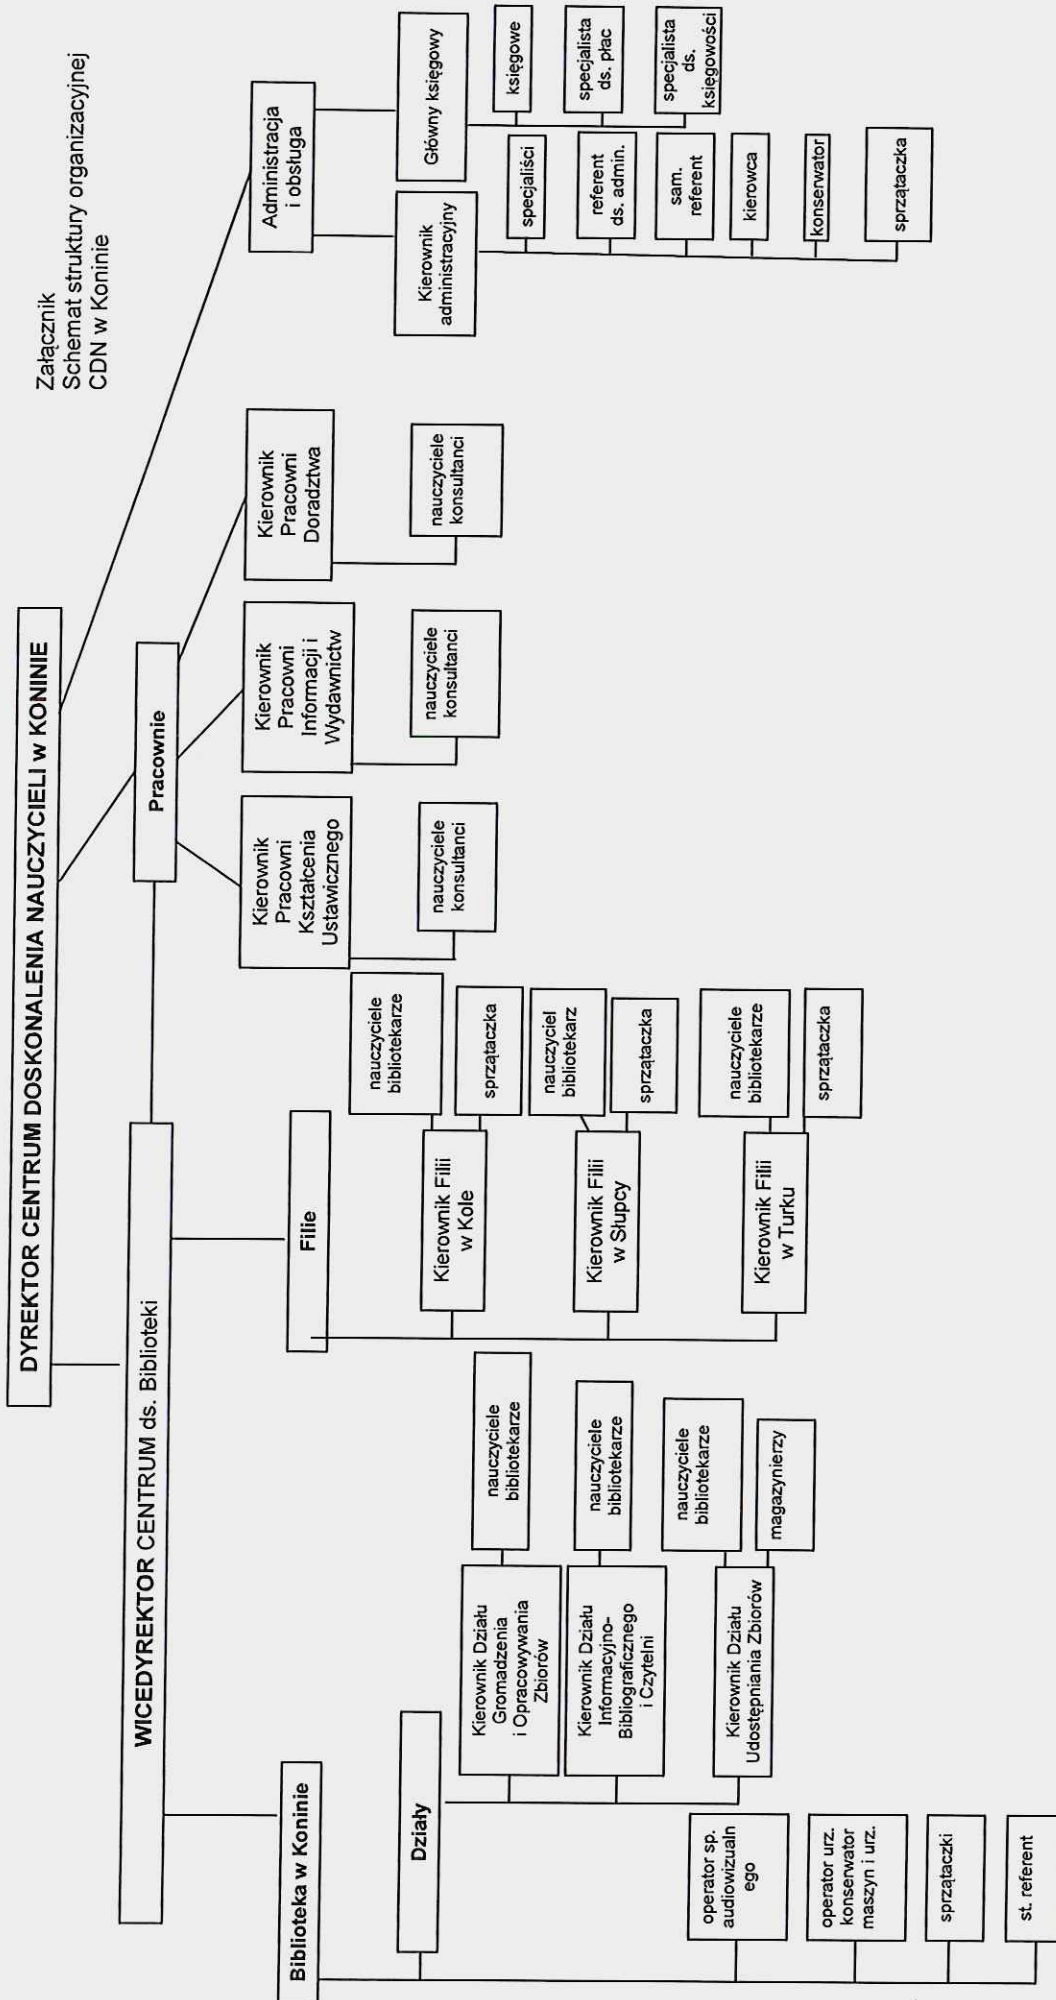 Załącznik
Schemat struktury organizacyjnej
CDN w Koninie
DYREKTOR CENTRUM DOSKONALENIA NAUCZYCIELI w KONINIE
WICEDYREKTOR CENTRUM ds. Biblioteki
Pracownie
Administracja
i obsługa
Biblioteka w Koninie
Filie
Kierownik
Pracowni
Kształcenia
Ustawicznego
Kierownik
Pracowni
Informacji i
Wydawnictw
Kierownik
Pracowni
Doradztwa
Kierownik
administracyjny
Główny księgowy
Działy
nauczyciele
konsultanci
nauczyciele
konsultanci
nauczyciele
konsultanci
Kierownik Działu
Gromadzenia
i Opracowywania
Zbiorów
nauczyciele
bibliotekarze
Kierownik Działu
Informacyjno-
Bibliograficznego
i Czytelni
nauczyciele
bibliotekarze
Kierownik Działu
Udostępniania Zbiorów
nauczyciele
bibliotekarze
magazynierzy
Kierownik Filii
w Kole
nauczyciele
bibliotekarze
sprzątaczka
Kierownik Filii
w Słupcy
nauczyciel
bibliotekarz
sprzątaczka
Kierownik Filii
w Turku
nauczyciele
bibliotekarze
sprzątaczka
specjaliści
referent
ds. admin.
sam.
referent
kierowca
konserwator
sprzątaczka
księgowe
specjalista
ds. płac
specjalista
ds.
księgowości
operator sp.
audiowizualn
ego
operator urz.
konserwator
maszyn i urz.
sprzątaczki
st. referent